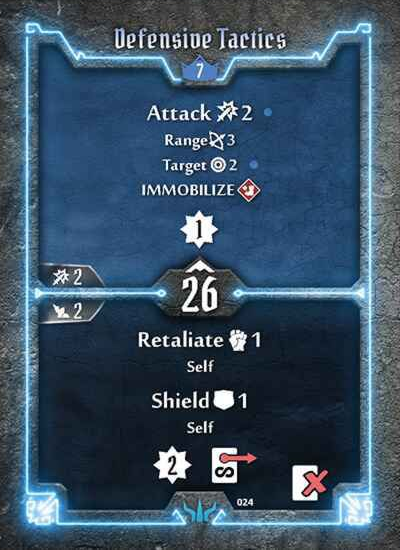 Defensive Tactics
7
Attack 2
Range 3
Target 2
IMMOBILIZE
1
2
26
2
Retaliate 1
Self
Shield 1
Self
2
024